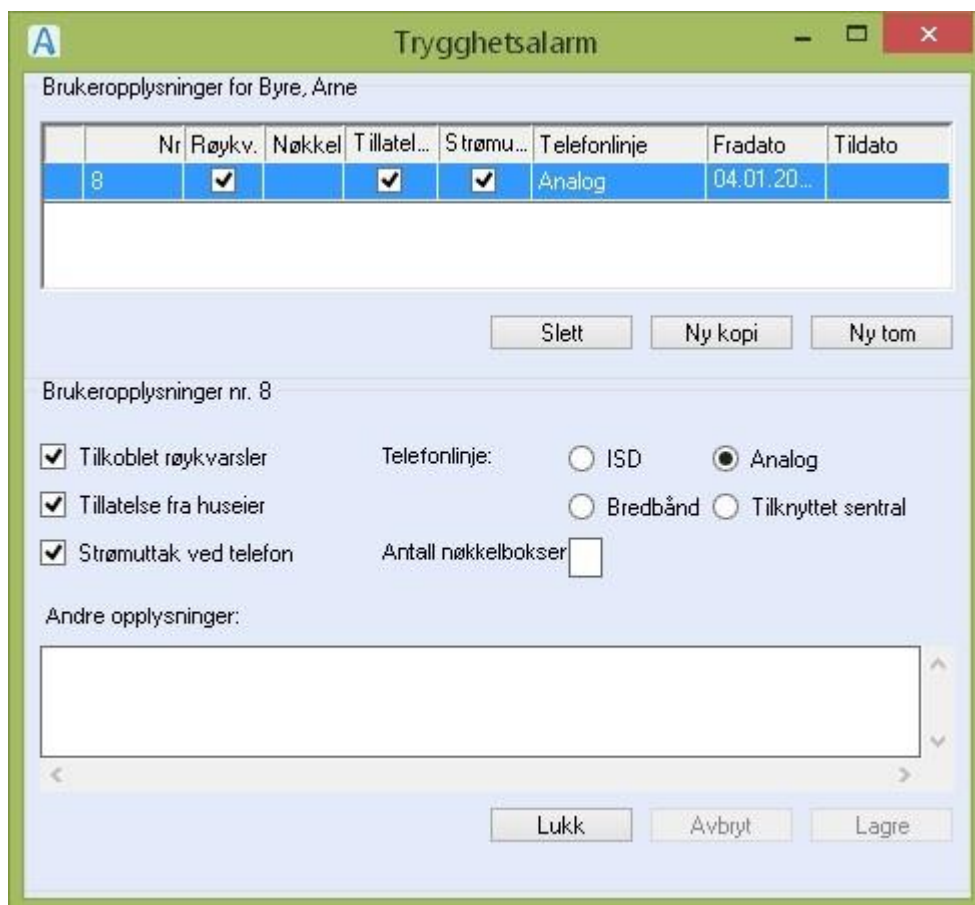 A Trygghetsalarm
Brukeropplysninger for Byre, Arne
Nr Røykv. Nøkkel Tillatel... Strømu... Telefonlinje Fradato Tildato
8 Analog 04.01.20...
Slett Ny kopi Ny tom
Brukeropplysninger nr. 8
Tilkoblet røykvarsler Telefonlinje: ISD Analog
Tillatelse fra huseier Bredbånd Tilknyttet sentral
Strømuttak ved telefon Antall nøkkelbokser
Andre opplysninger:
Lukk Avbryt Lagre